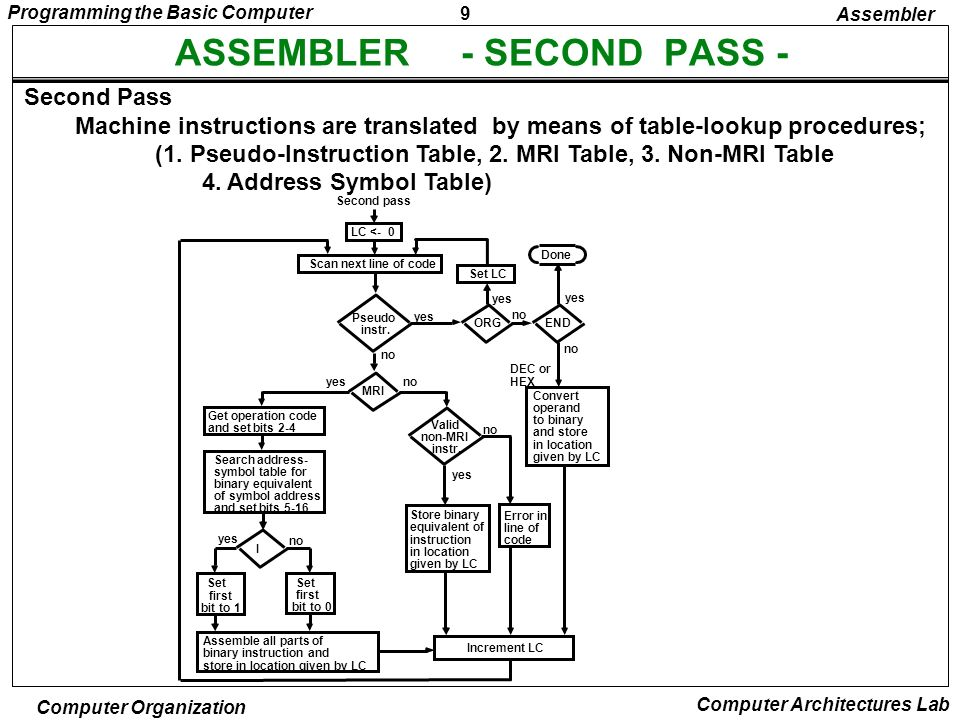 Programming the Basic Computer
9
Assembler
ASSEMBLER - SECOND PASS -
Second Pass
Machine instructions are translated by means of table-lookup procedures;
(1. Pseudo-Instruction Table, 2. MRI Table, 3. Non-MRI Table
4. Address Symbol Table)
Second pass
LC <- 0
Scan next line of code
Set LC
Done
Pseudo
instr.
yes
ORG
yes
no
END
yes
no
no
DEC or
HEX
MRI
yes
no
Convert
operand
to binary
and store
in location
given by LC
Get operation code
and set bits 2-4
Valid
non-MRI
instr.
no
yes
Search address-
symbol table for
binary equivalent
of symbol address
and set bits 5-16
Store binary
equivalent of
instruction
in location
given by LC
Error in
line of
code
I
yes
no
Set
first
bit to 1
Set
first
bit to 0
Assemble all parts of
binary instruction and
store in location given by LC
Increment LC
Computer Organization
Computer Architectures Lab